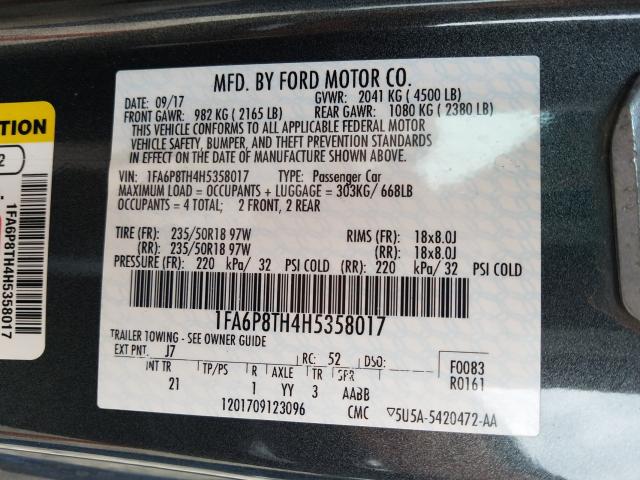 MFD. BY FORD MOTOR CO.
DATE: 09/17 GVWR: 2041 KG ( 4500 LB)
FRONT GAWR: 982 KG ( 2165 LB) REAR GAWR: 1080 KG ( 2380 LB)
THIS VEHICLE CONFORMS TO ALL APPLICABLE FEDERAL MOTOR
VEHICLE SAFETY, BUMPER, AND THEFT PREVENTION STANDARDS
IN EFFECT ON THE DATE OF MANUFACTURE SHOWN ABOVE.
VIN: 1FA6P8TH4H5358017 TYPE: Passenger Car
MAXIMUM LOAD = OCCUPANTS + LUGGAGE = 303KG/ 668LB
OCCUPANTS = 4 TOTAL; 2 FRONT, 2 REAR
TIRE (FR): 235/50R18 97W RIMS (FR): 18x8.0J
(RR): 235/50R18 97W (RR): 18x8.0J
PRESSURE (FR): 220 kPa/ 32 PSI COLD (RR): 220 kPa/ 32 PSI COLD
1FA6P8TH4H5358017
TRAILER TOWING - SEE OWNER GUIDE
EXT PNT: J7 RC: 52 DSO: F0083
R0161
INT TR TP/PS R AXLE TR SPR
21 1 YY 3 AABB
1201709123096 CMC 5U5A-5420472-AA
1FA6P8TH4H5358017